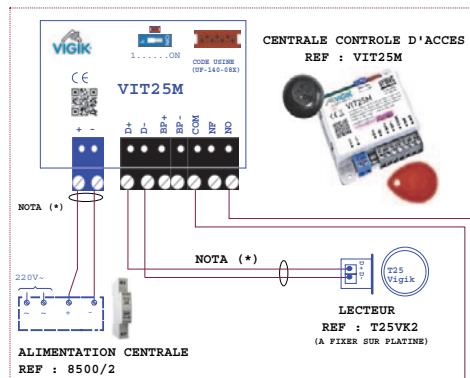 VIGIK
1......ON
CODE USINE
(UF-140-08X)
CENTRALE CONTROLE D'ACCES
REF : VIT25M
CE
VIT25M
+ -
D+ D- BP+ BP- COM NF NO
VIGIK
VIT25M
NOTA (*)
NOTA (*)
220V~
~ ~ + -
D+
D-
T25
Vigik
LECTEUR
REF : T25VK2
(A FIXER SUR PLATINE)
ALIMENTATION CENTRALE
REF : 8500/2